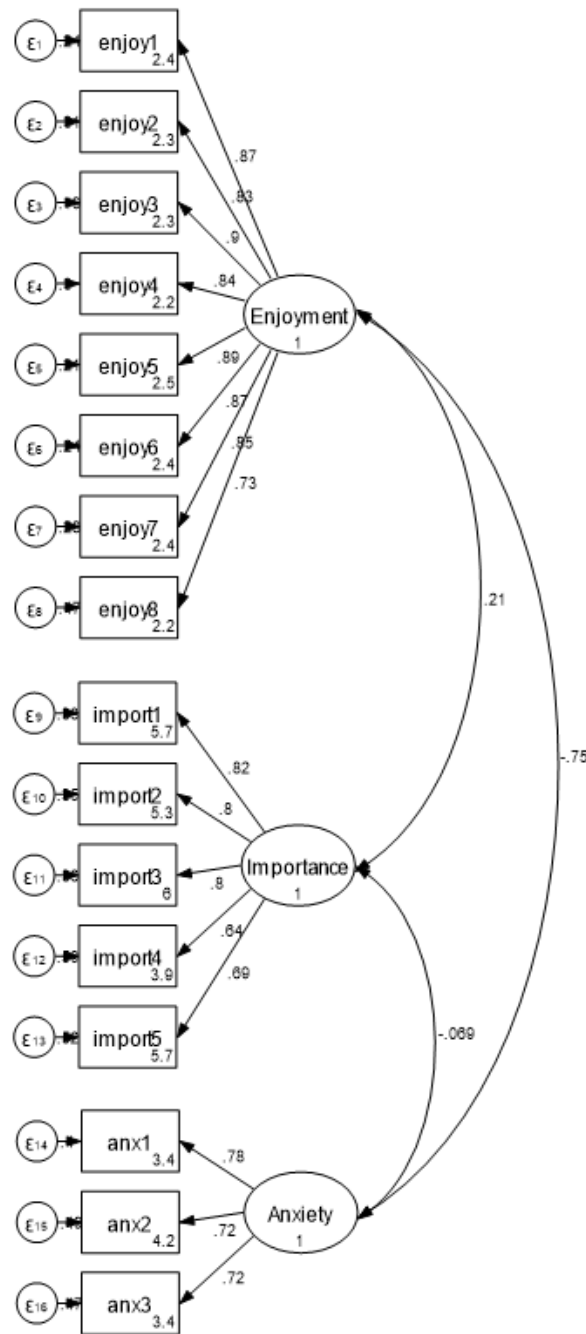 ε1
enjoy1
2.4
ε2
enjoy2
2.3
ε3
enjoy3
2.3
ε4
enjoy4
2.2
ε5
enjoy5
2.5
ε6
enjoy6
2.4
ε7
enjoy7
2.4
ε8
enjoy8
2.2
.87
.83
.9
.84
.89
.87
.85
.73
Enjoyment
1
.21
-.75
ε9
import1
5.7
ε10
import2
5.3
ε11
import3
6
ε12
import4
3.9
ε13
import5
5.7
.82
.8
.8
.64
.69
Importance
1
-.069
ε14
anx1
3.4
ε15
anx2
4.2
ε16
anx3
3.4
.78
.72
.72
Anxiety
1